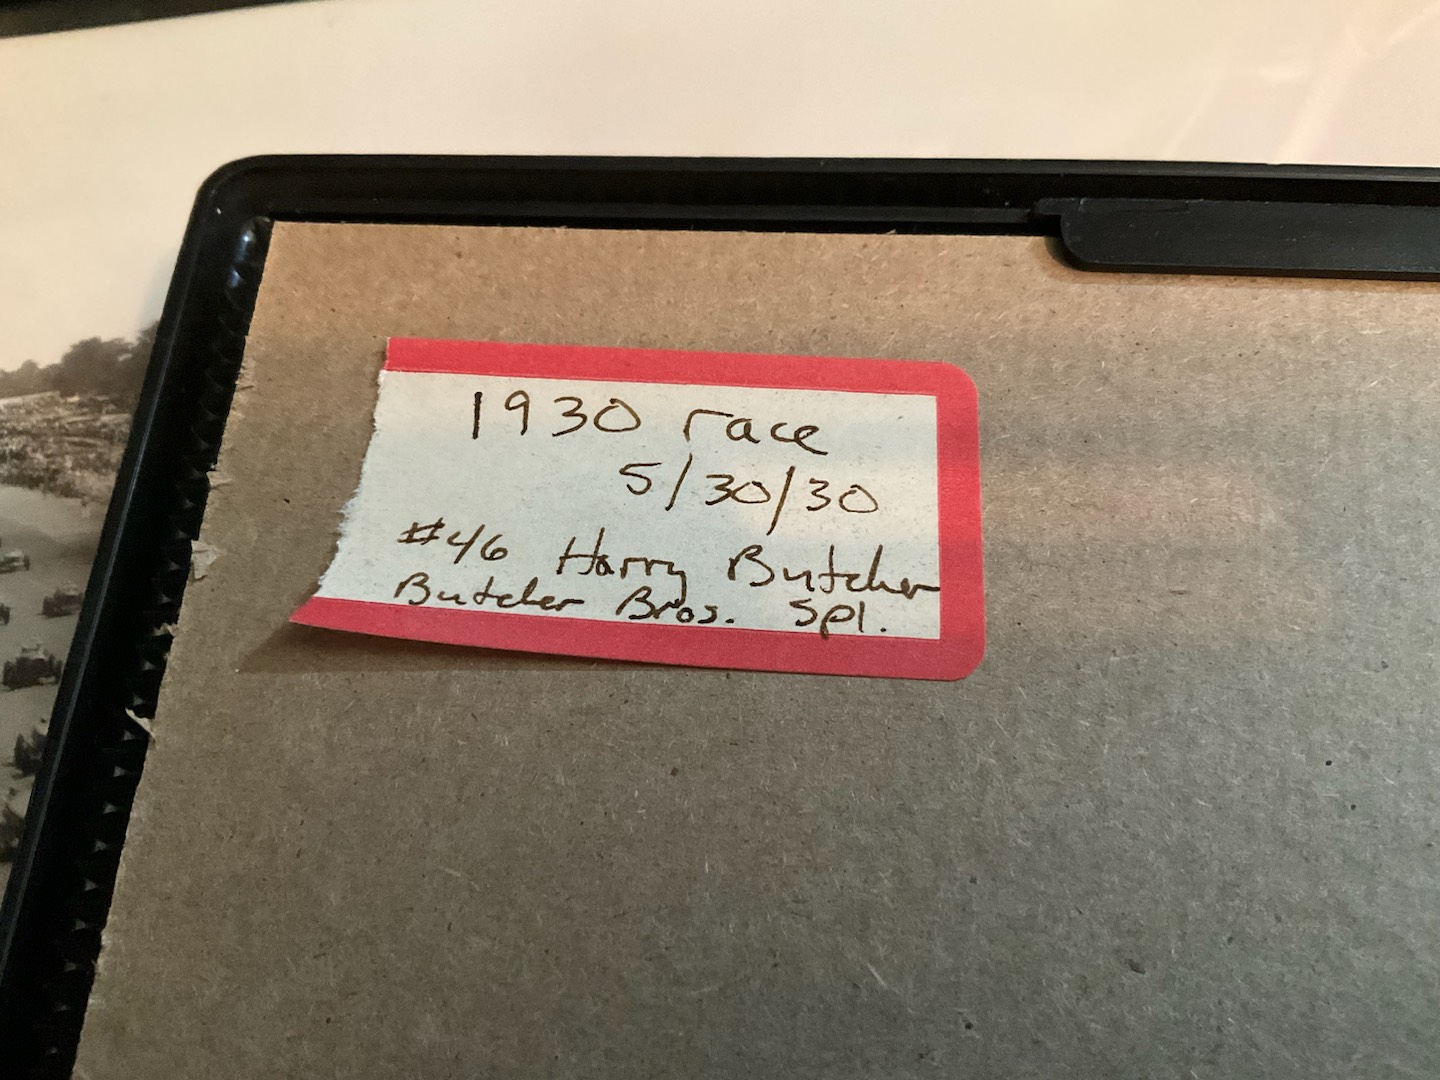 1930 race
5/30/30
#46 Harry Butcher
Butcher Bros. Spl.